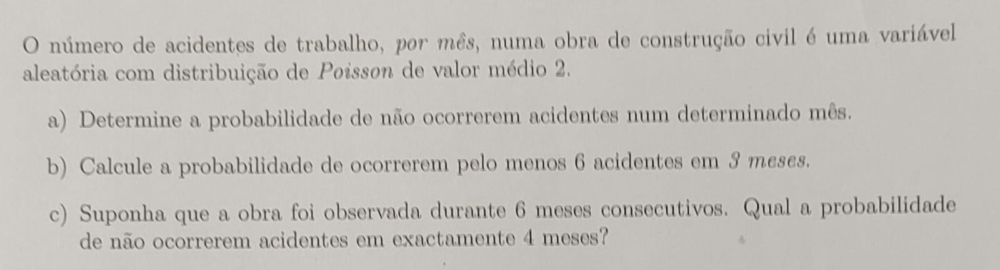 O número de acidentes de trabalho, por mês, numa obra de construção civil é uma variável
aleatória com distribuição de Poisson de valor médio 2.
a) Determine a probabilidade de não ocorrerem acidentes num determinado mês.
b) Calcule a probabilidade de ocorrerem pelo menos 6 acidentes em 3 meses.
c) Suponha que a obra foi observada durante 6 meses consecutivos. Qual a probabilidade
de não ocorrerem acidentes em exactamente 4 meses?